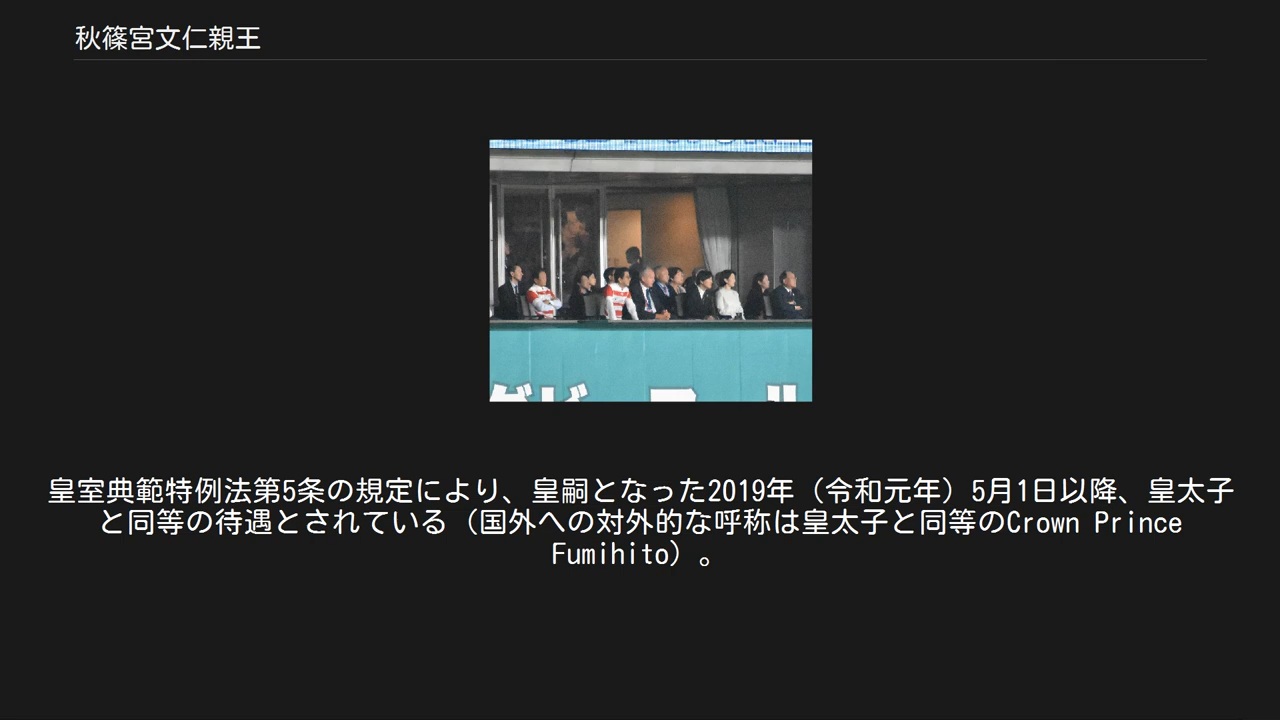 秋篠宮文仁親王
皇室典範特例法第5条の規定により、皇嗣となった2019年（令和元年）5月1日以降、皇太子
と同等の待遇とされている（国外への対外的な呼称は皇太子と同等のCrown Prince
Fumihito）。